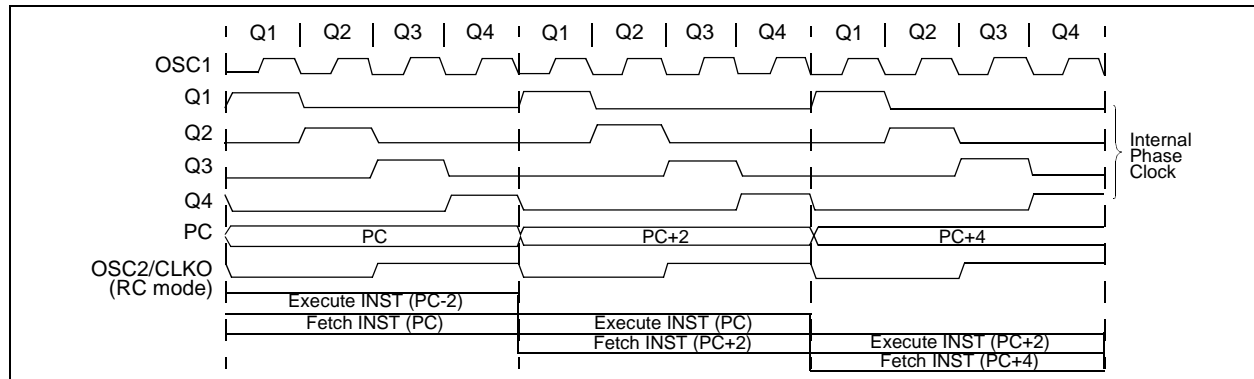 Q1 Q2 Q3 Q4 Q1 Q2 Q3 Q4 Q1 Q2 Q3 Q4
OSC1
Q1
Q2
Q3
Q4
Internal
Phase
Clock
PC
PC
PC+2
PC+4
OSC2/CLKO
(RC mode)
Execute INST (PC-2)
Fetch INST (PC)
Execute INST (PC)
Fetch INST (PC+2)
Execute INST (PC+2)
Fetch INST (PC+4)